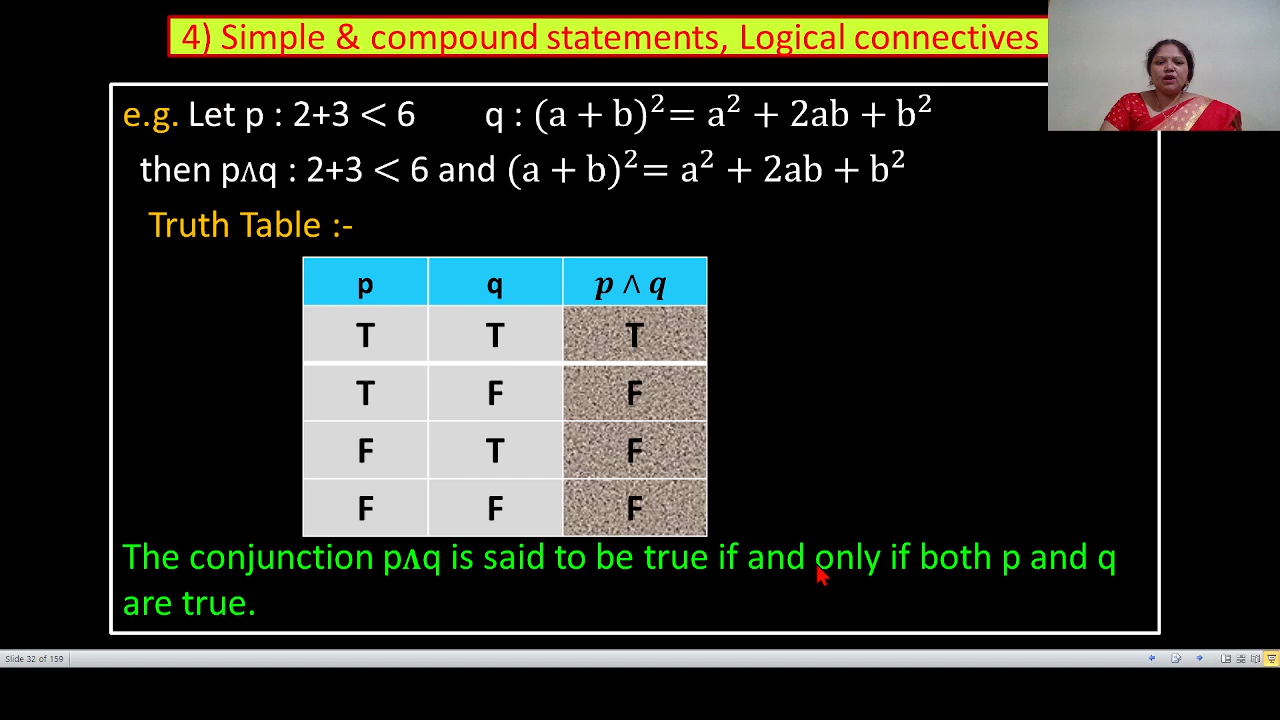 4) Simple & compound statements, Logical connectives
e.g. Let p : 2+3 < 6 q : (a + b)² = a² + 2ab + b²
then p∧q : 2+3 < 6 and (a + b)² = a² + 2ab + b²
Truth Table :-
p q p ∧ q
T T T
T F F
F T F
F F F
The conjunction p∧q is said to be true if and only if both p and q
are true.
Slide 32 of 159